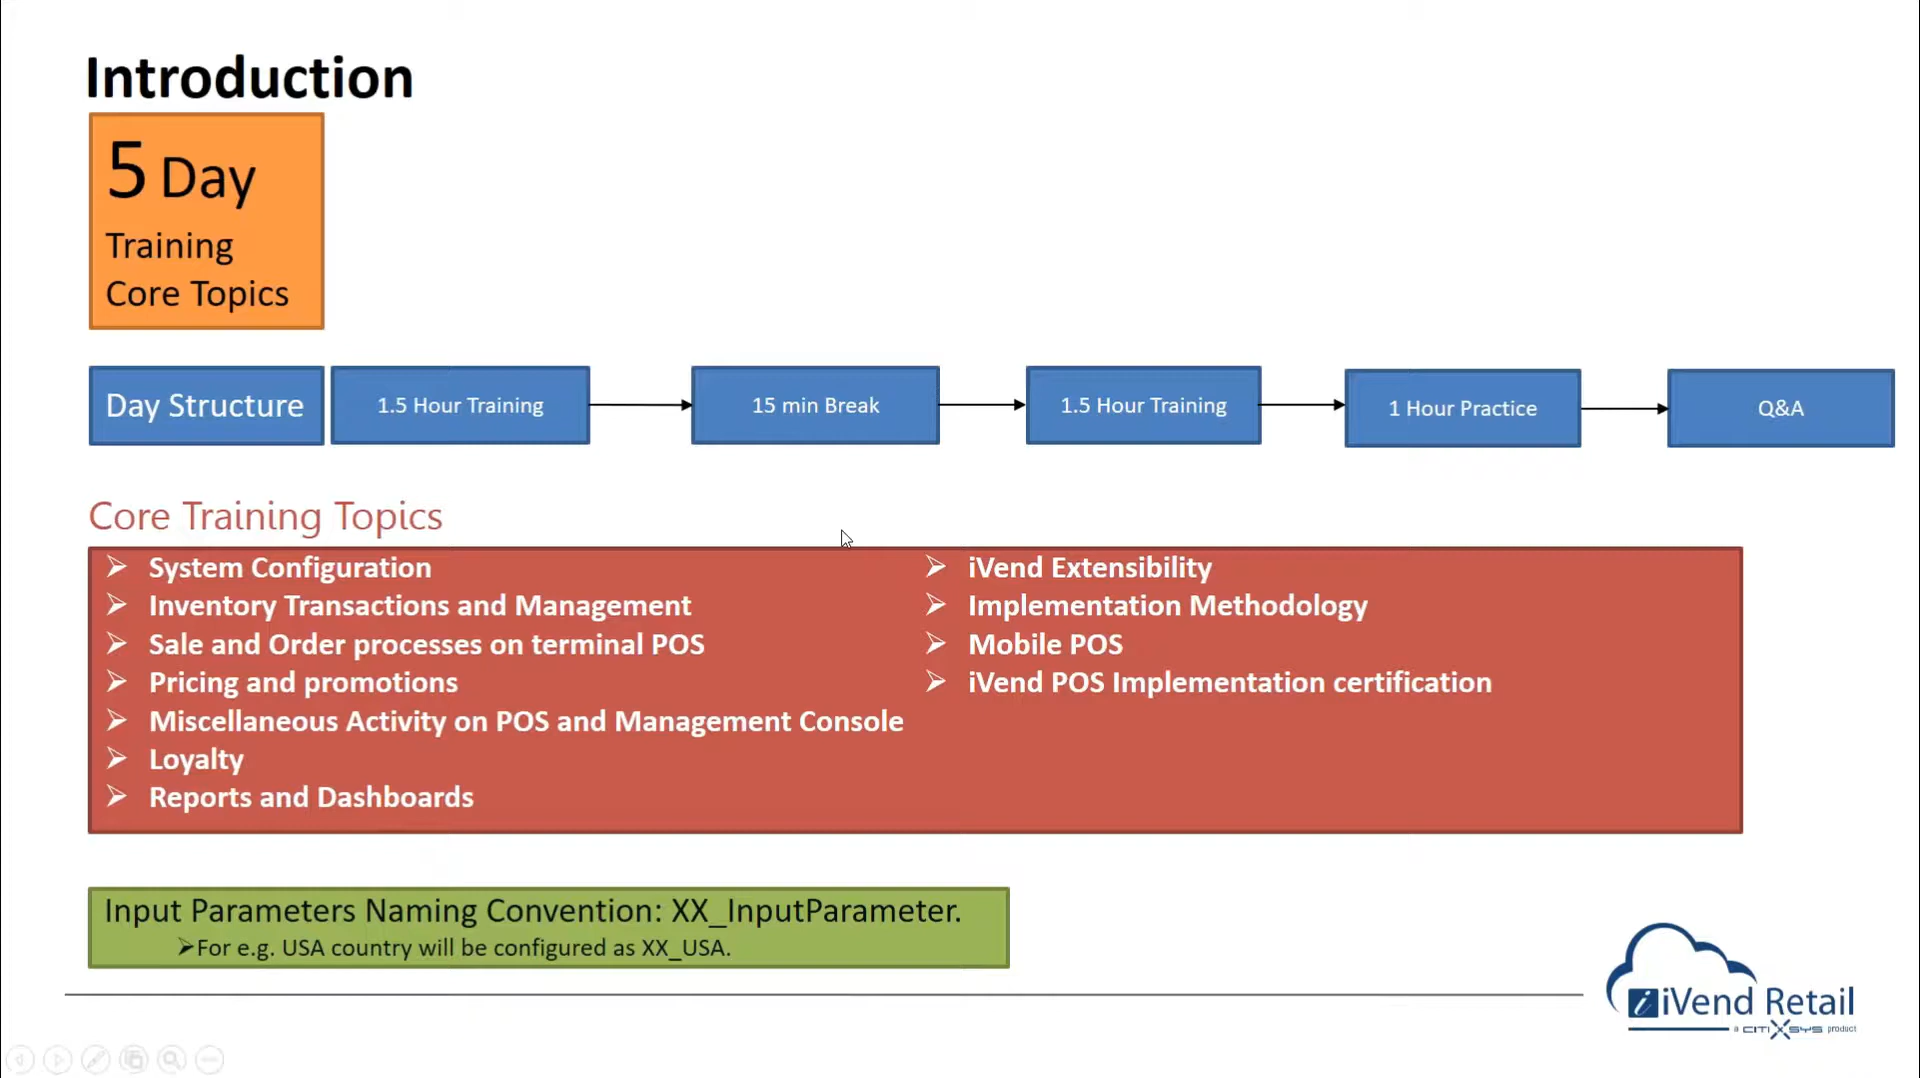 Introduction
5 Day
Training
Core Topics
Day Structure
1.5 Hour Training
15 min Break
1.5 Hour Training
1 Hour Practice
Q&A
Core Training Topics
System Configuration
Inventory Transactions and Management
Sale and Order processes on terminal POS
Pricing and promotions
Miscellaneous Activity on POS and Management Console
Loyalty
Reports and Dashboards
iVend Extensibility
Implementation Methodology
Mobile POS
iVend POS Implementation certification
Input Parameters Naming Convention: XX_InputParameter.
For e.g. USA country will be configured as XX_USA.
i iVend Retail
a CITIXSYS product